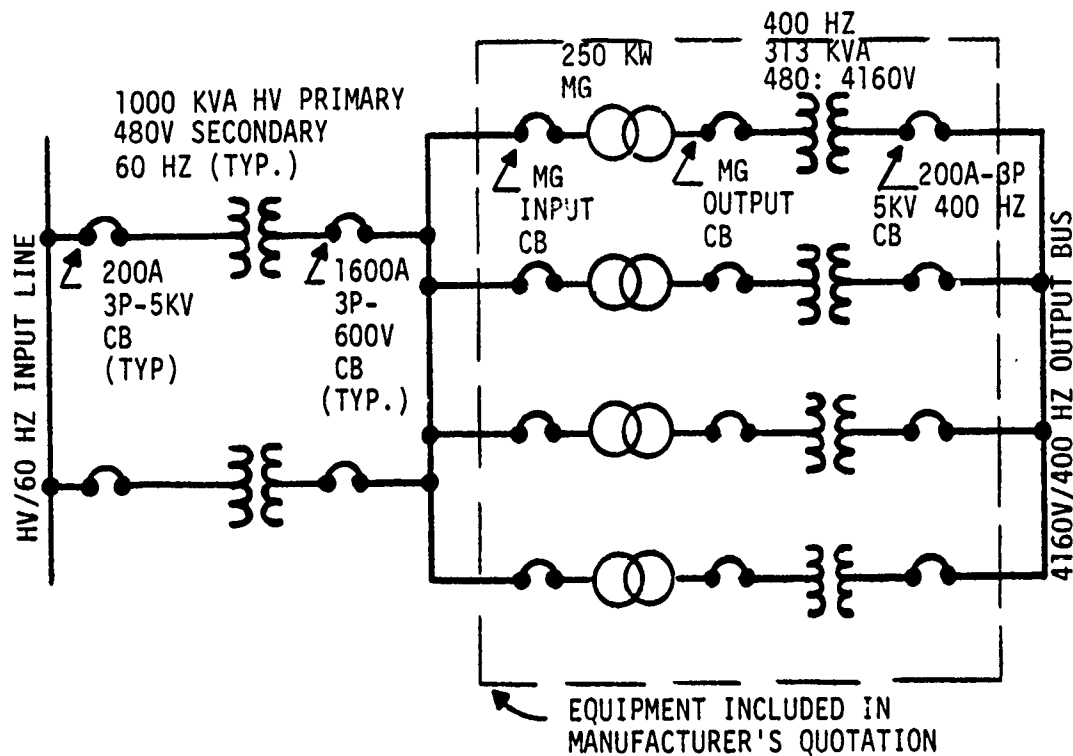 400 HZ
313 KVA
480: 4160V
250 KW
MG
1000 KVA HV PRIMARY
480V SECONDARY
60 HZ (TYP.)
MG
INPUT
CB
MG
OUTPUT
CB
200A-3P
5KV 400 HZ
CB
200A
3P-5KV
CB
(TYP)
1600A
3P-
600V
CB
(TYP.)
HV/60 HZ INPUT LINE
4160V/400 HZ OUTPUT BUS
EQUIPMENT INCLUDED IN
MANUFACTURER'S QUOTATION